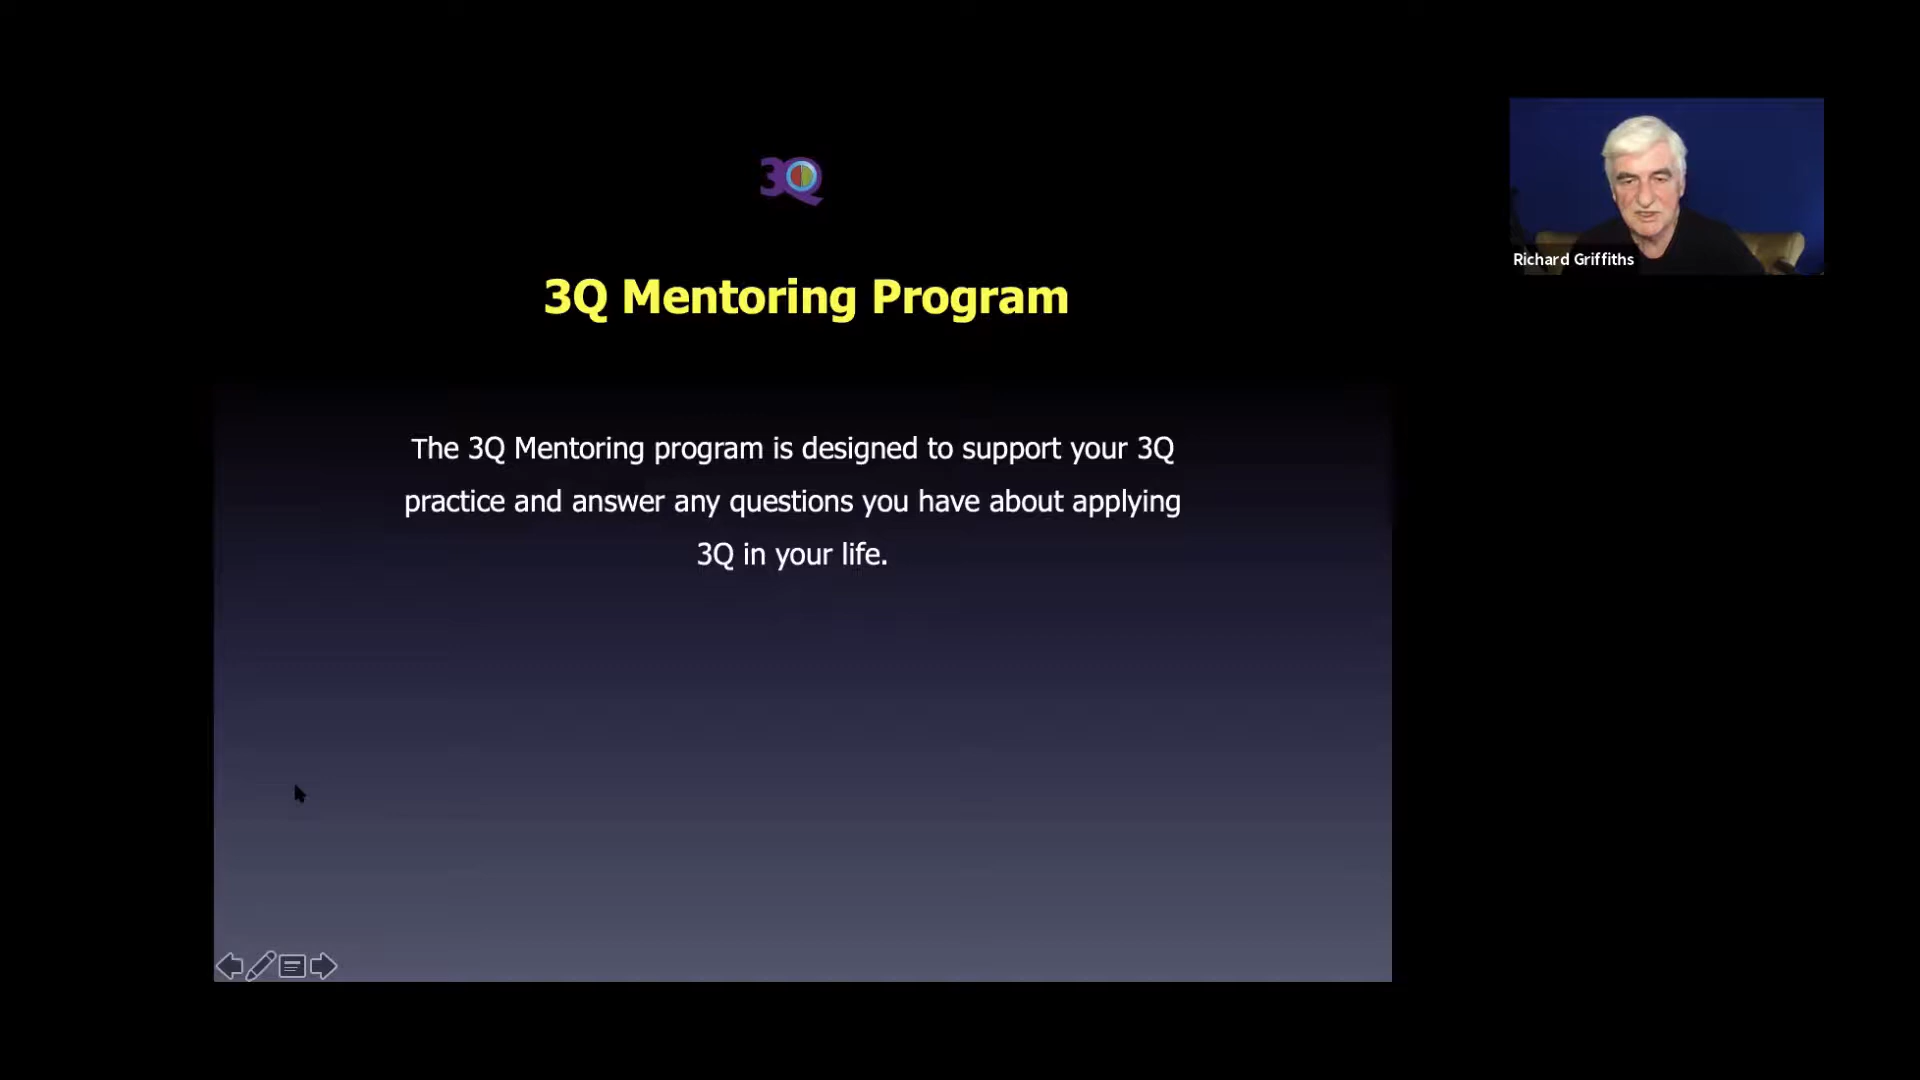 3Q
3Q Mentoring Program
The 3Q Mentoring program is designed to support your 3Q
practice and answer any questions you have about applying
3Q in your life.
Richard Griffiths